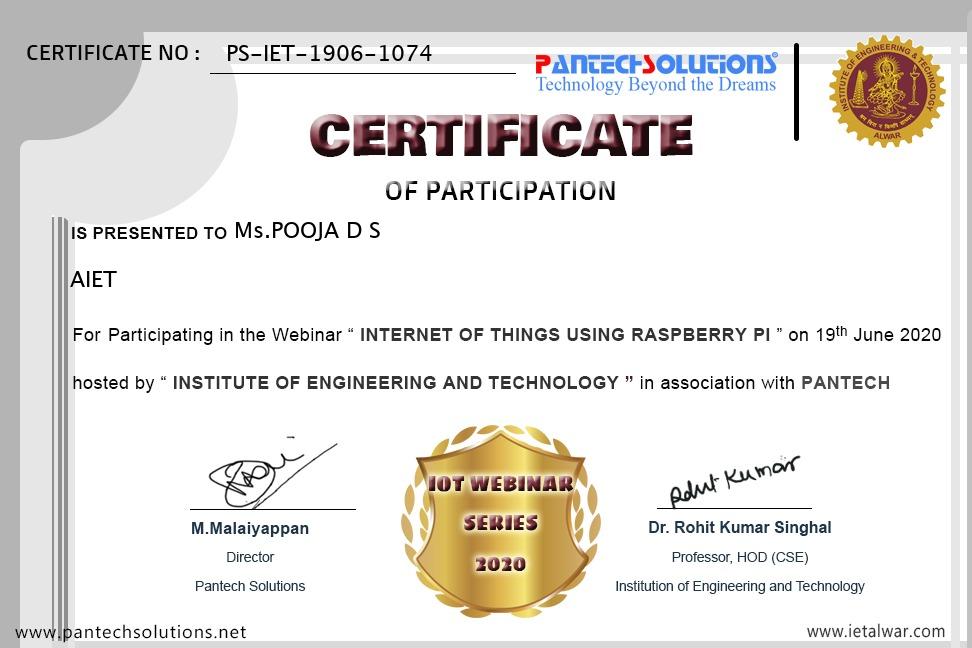 CERTIFICATE NO : PS-IET-1906-1074
PANTECHSOLUTIONS
Technology Beyond the Dreams
INSTITUTE OF ENGINEERING & TECHNOLOGY
ALWAR
CERTIFICATE
OF PARTICIPATION
IS PRESENTED TO Ms.POOJA D S
AIET
For Participating in the Webinar “ INTERNET OF THINGS USING RASPBERRY PI ” on 19th June 2020
hosted by “ INSTITUTE OF ENGINEERING AND TECHNOLOGY ” in association with PANTECH
IOT WEBINAR
SERIES
2020
Rohit Kumar
M.Malaiyappan
Director
Pantech Solutions
Dr. Rohit Kumar Singhal
Professor, HOD (CSE)
Institution of Engineering and Technology
www.pantechsolutions.net
www.ietalwar.com